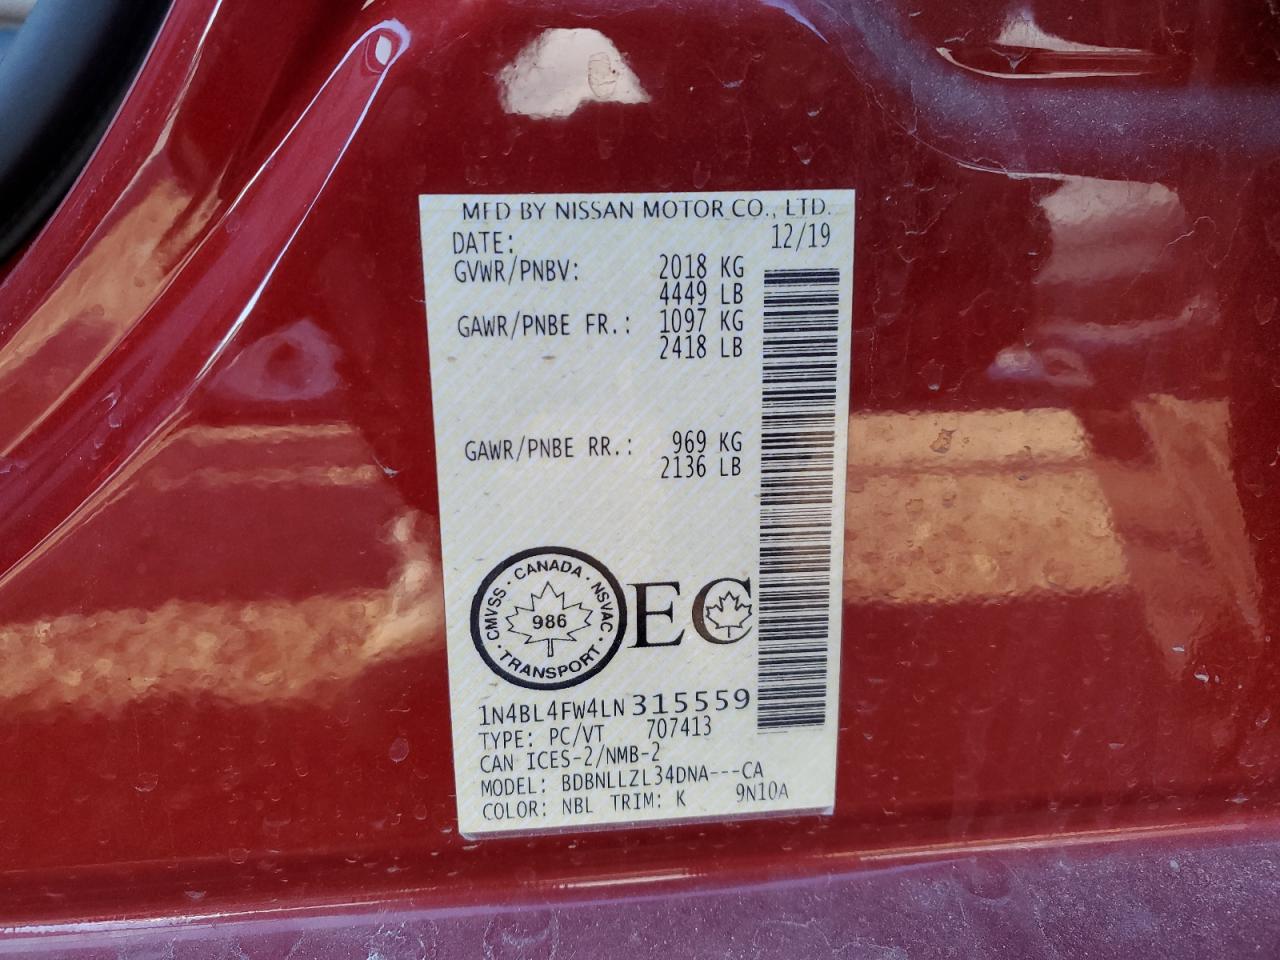 MFD BY NISSAN MOTOR CO., LTD.
DATE: 12/19
GVWR/PNBV: 2018 KG
4449 LB
GAWR/PNBE FR.: 1097 KG
2418 LB
GAWR/PNBE RR.: 969 KG
2136 LB
CMVSS · CANADA · NSVAC · TRANSPORT ·
986
EC
1N4BL4FW4LN315559
TYPE: PC/VT 707413
CAN ICES-2/NMB-2
MODEL: BDBNLLZL34DNA---CA
COLOR: NBL TRIM: K 9N10A